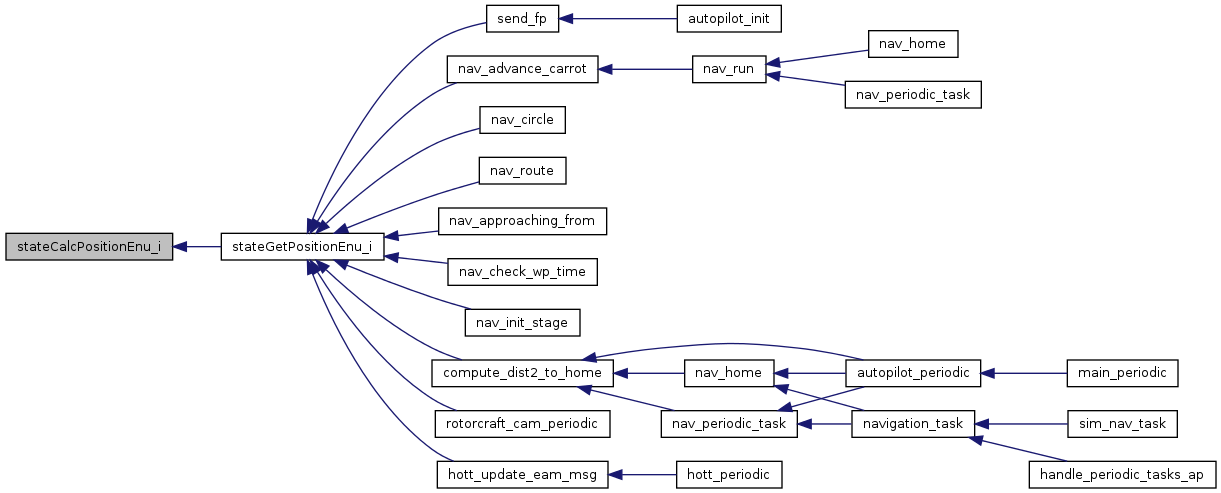 send_fp
autopilot_init
nav_home
nav_advance_carrot
nav_run
nav_periodic_task
nav_circle
nav_route
nav_approaching_from
stateCalcPositionEnu_i
stateGetPositionEnu_i
nav_check_wp_time
nav_init_stage
compute_dist2_to_home
nav_home
autopilot_periodic
main_periodic
rotorcraft_cam_periodic
nav_periodic_task
navigation_task
sim_nav_task
hott_update_eam_msg
hott_periodic
handle_periodic_tasks_ap